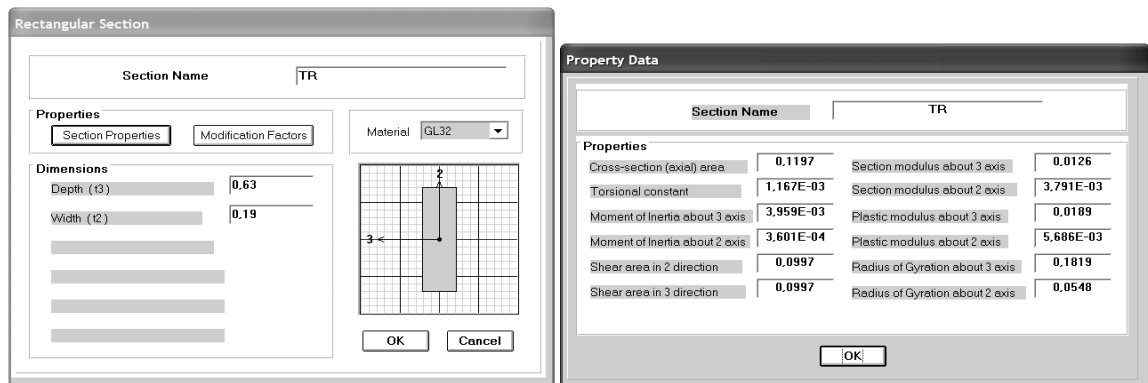 Rectangular Section
Section Name TR
Properties
Section Properties Modification Factors
Material GL32
Dimensions
Depth (t3) 0,63
Width (t2) 0,19
2
3
OK Cancel
Property Data
Section Name TR
Properties
Cross-section (axial) area 0,1197 Section modulus about 3 axis 0,0126
Torsional constant 1,167E-03 Section modulus about 2 axis 3,791E-03
Moment of Inertia about 3 axis 3,959E-03 Plastic modulus about 3 axis 0,0189
Moment of Inertia about 2 axis 3,601E-04 Plastic modulus about 2 axis 5,686E-03
Shear area in 2 direction 0,0997 Radius of Gyration about 3 axis 0,1819
Shear area in 3 direction 0,0997 Radius of Gyration about 2 axis 0,0548
OK